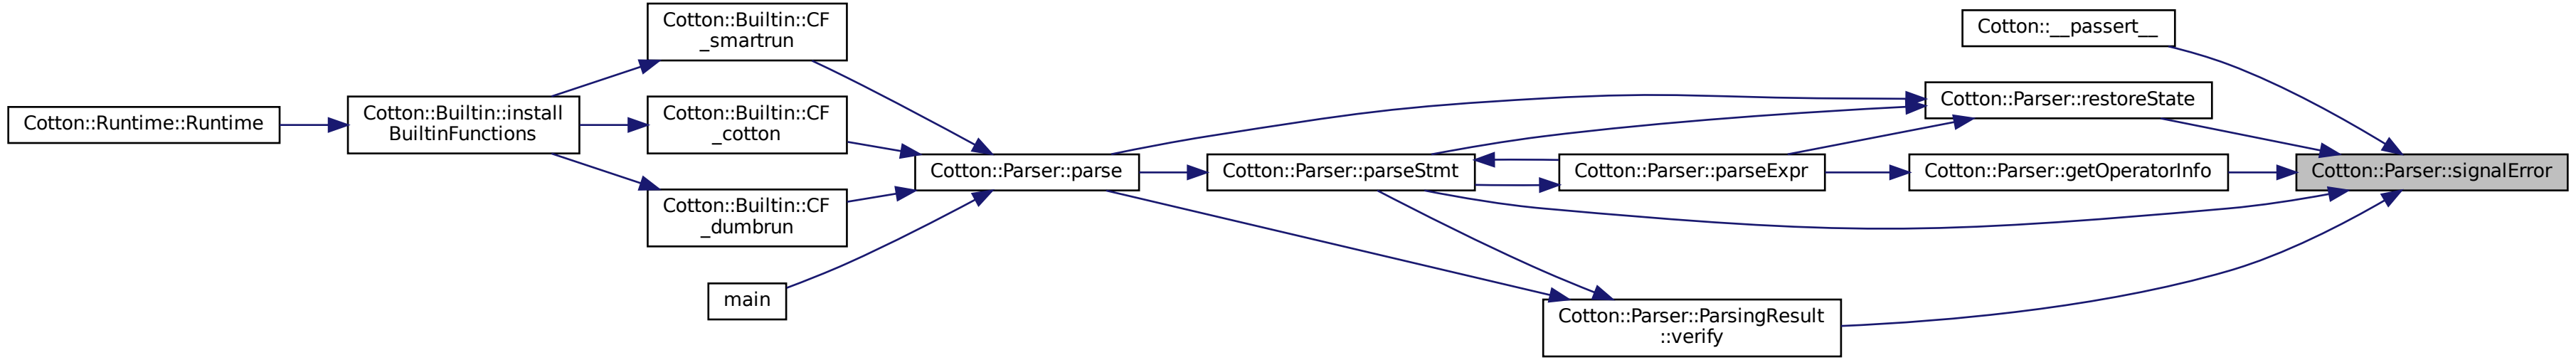 Cotton::Runtime::Runtime
Cotton::Builtin::install
BuiltinFunctions
Cotton::Builtin::CF
_smartrun
Cotton::Builtin::CF
_cotton
Cotton::Builtin::CF
_dumbrun
main
Cotton::Parser::parse
Cotton::Parser::parseStmt
Cotton::Parser::parseExpr
Cotton::Parser::ParsingResult
::verify
Cotton::__passert__
Cotton::Parser::restoreState
Cotton::Parser::getOperatorInfo
Cotton::Parser::signalError